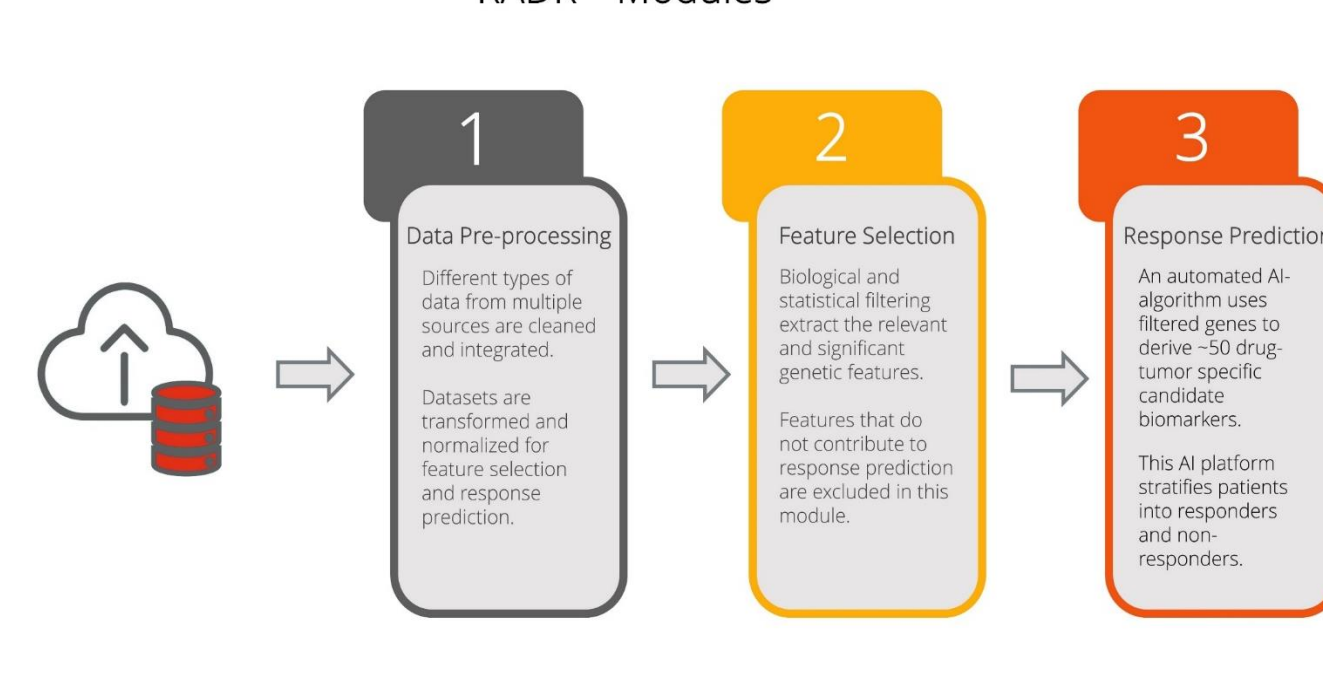 RADR Modules
1
Data Pre-processing
Different types of
data from multiple
sources are cleaned
and integrated.
Datasets are
transformed and
normalized for
feature selection
and response
prediction.
2
Feature Selection
Biological and
statistical filtering
extract the relevant
and significant
genetic features.
Features that do
not contribute to
response prediction
are excluded in this
module.
3
Response Prediction
An automated AI-
algorithm uses
filtered genes to
derive ~50 drug-
tumor specific
candidate
biomarkers.
This AI platform
stratifies patients
into responders
and non-
responders.